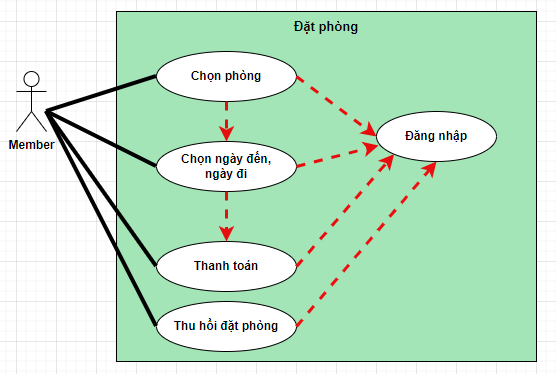 Đặt phòng
Chọn phòng
Member
Đăng nhập
Chọn ngày đến,
ngày đi
Thanh toán
Thu hồi đặt phòng